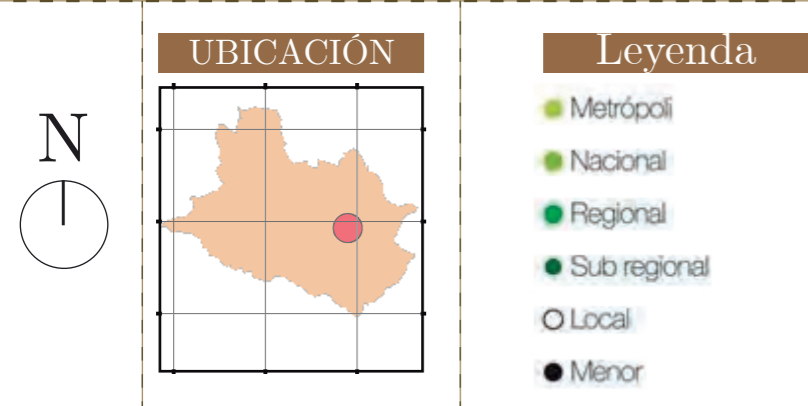 N
UBICACIÓN
Leyenda
Metrópoli
Nacional
Regional
Sub regional
Local
Menor